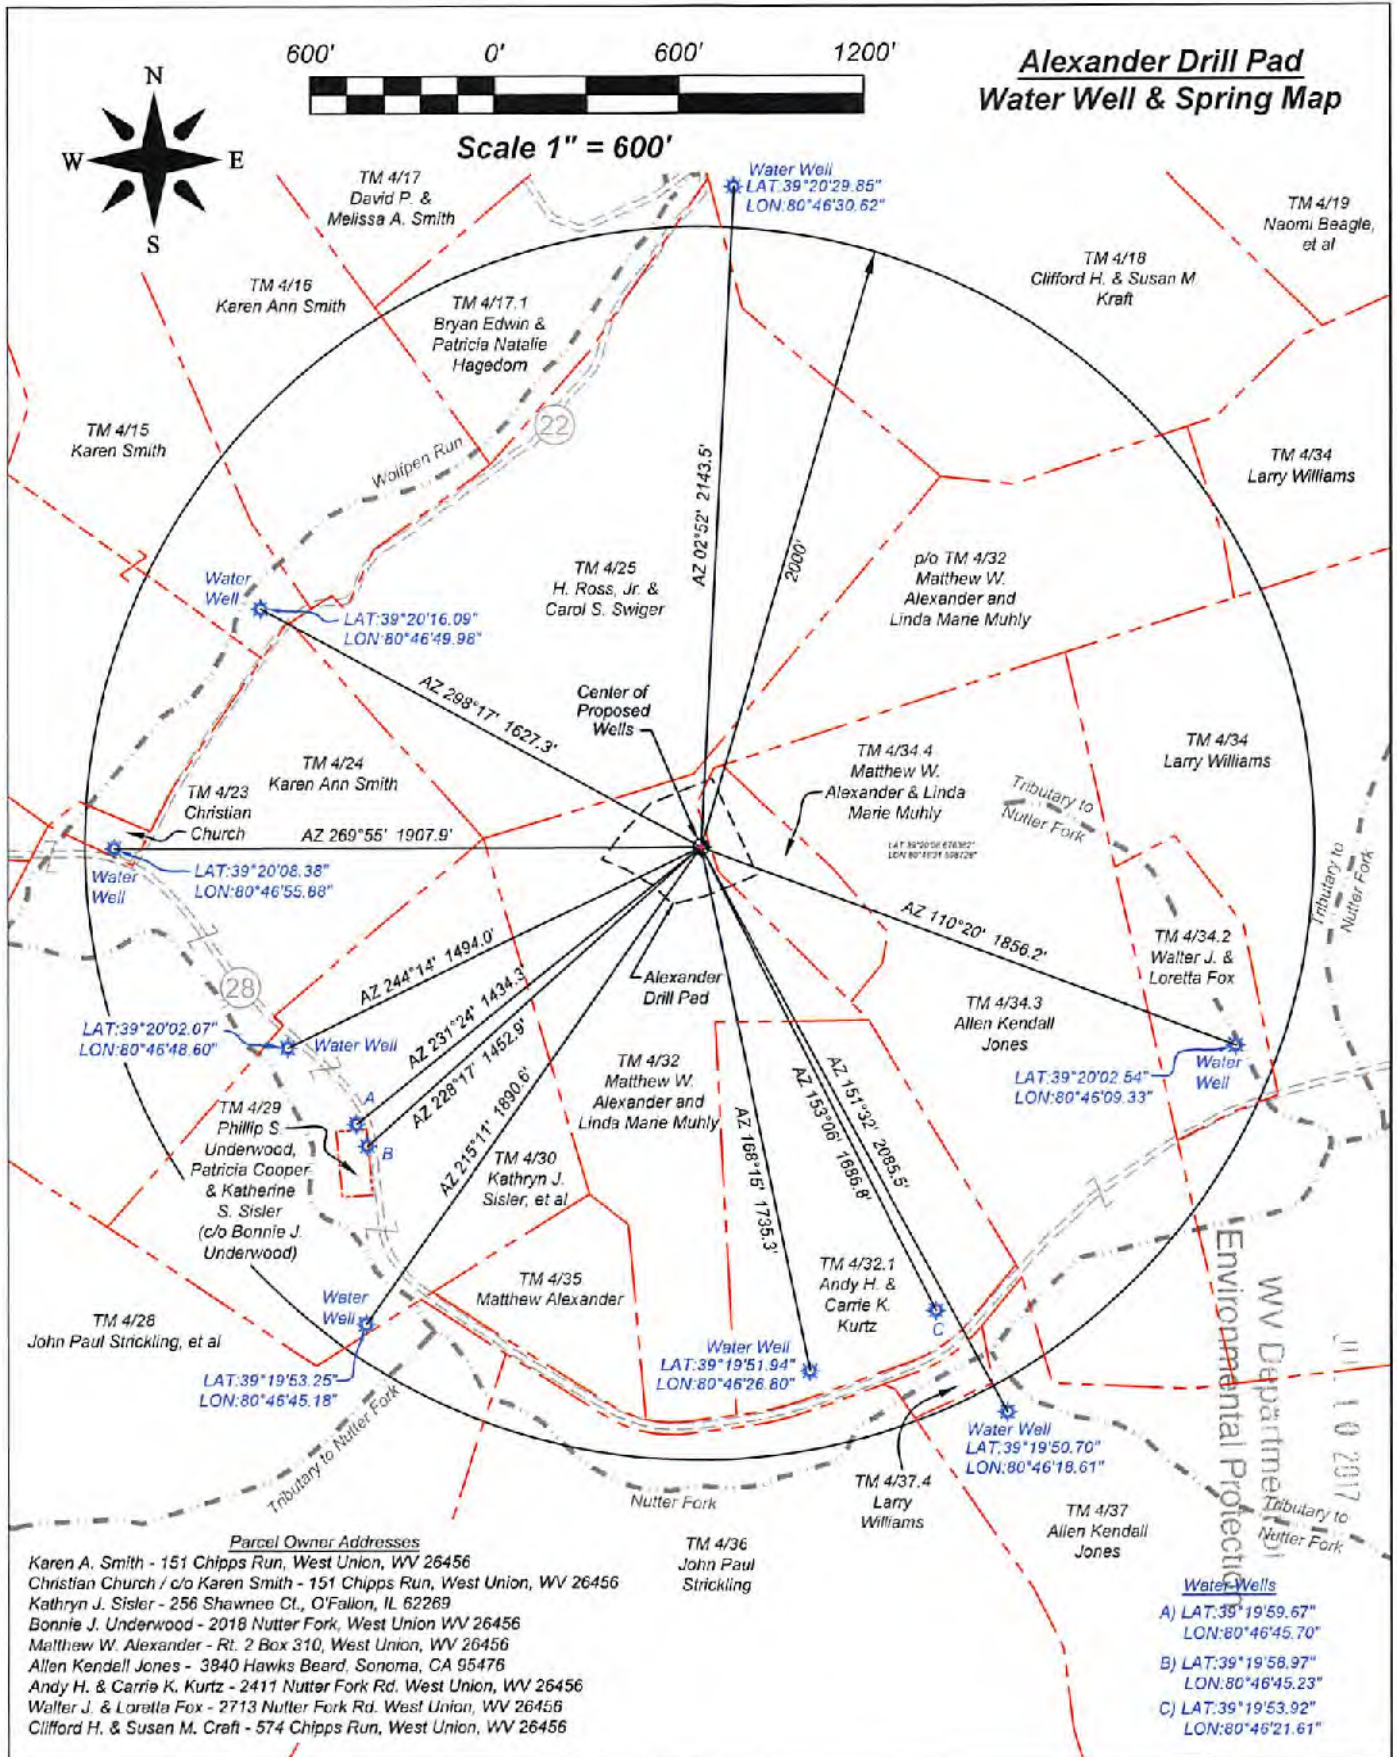 600' 0' 600' 1200'
Scale 1" = 600'
Alexander Drill Pad
Water Well & Spring Map
N
W
E
S
TM 4/17
David P. &
Melissa A. Smith
Water Well
LAT:39°20'29.85"
LON:80°46'30.62"
TM 4/19
Naomi Beagle,
et al
TM 4/18
Clifford H. & Susan M
Kraft
TM 4/16
Karen Ann Smith
TM 4/17.1
Bryan Edwin &
Patricia Natalie
Hagedorn
22
TM 4/15
Karen Smith
Wolfpen Run
TM 4/34
Larry Williams
AZ 02°52' 2143.5'
2000'
TM 4/25
H. Ross, Jr. &
Carol S. Swiger
p/o TM 4/32
Matthew W.
Alexander and
Linda Marie Muhly
Water
Well
LAT:39°20'16.09"
LON:80°46'49.98"
AZ 298°17' 1627.3'
Center of
Proposed
Wells
TM 4/34.4
Matthew W.
Alexander & Linda
Marie Muhly
TM 4/34
Larry Williams
Tributary to
Nutter Fork
TM 4/24
Karen Ann Smith
TM 4/23
Christian
Church
AZ 269°55' 1907.9'
LAT:39°20'08.38"
LON:80°46'55.88"
Water
Well
Tributary to
Nutter Fork
AZ 110°20' 1856.2'
TM 4/34.2
Walter J. &
Loretta Fox
AZ 244°14' 1494.0'
28
AZ 231°24' 1434.3'
AZ 228°17' 1452.9'
AZ 215°11' 1890.6'
Alexander
Drill Pad
TM 4/34.3
Allen Kendall
Jones
LAT:39°20'02.07"
LON:80°46'48.60"
Water Well
LAT:39°20'02.54"
LON:80°46'09.33"
Water
Well
TM 4/32
Matthew W.
Alexander and
Linda Marie Muhly
AZ 168°15' 1735.3'
AZ 153°06' 1686.8'
AZ 151°32' 2085.5'
A
B
TM 4/29
Phillip S.
Underwood,
Patricia Cooper
& Katherine
S. Sisler
(c/o Bonnie J.
Underwood)
TM 4/30
Kathryn J.
Sisler, et al
TM 4/35
Matthew Alexander
TM 4/32.1
Andy H. &
Carrie K.
Kurtz
C
TM 4/28
John Paul Strickling, et al
Water
Well
LAT:39°19'53.25"
LON:80°46'45.18"
Water Well
LAT:39°19'51.94"
LON:80°46'26.80"
Water Well
LAT:39°19'50.70"
LON:80°46'18.61"
Tributary to Nutter Fork
Nutter Fork
TM 4/37.4
Larry
Williams
TM 4/37
Allen Kendall
Jones
Tributary to
Nutter Fork
TM 4/36
John Paul
Strickling
WV Department of
Environmental Protection
10 2017
Parcel Owner Addresses
Karen A. Smith - 151 Chipps Run, West Union, WV 26456
Christian Church / c/o Karen Smith - 151 Chipps Run, West Union, WV 26456
Kathryn J. Sisler - 256 Shawnee Ct., O'Fallon, IL 62269
Bonnie J. Underwood - 2018 Nutter Fork, West Union WV 26456
Matthew W. Alexander - Rt. 2 Box 310, West Union, WV 26456
Allen Kendall Jones - 3840 Hawks Beard, Sonoma, CA 95476
Andy H. & Carrie K. Kurtz - 2411 Nutter Fork Rd. West Union, WV 26456
Walter J. & Loretta Fox - 2713 Nutter Fork Rd. West Union, WV 26456
Clifford H. & Susan M. Craft - 574 Chipps Run, West Union, WV 26456
Water Wells
A) LAT:39°19'59.67"
LON:80°46'45.70"
B) LAT:39°19'58.97"
LON:80°46'45.23"
C) LAT:39°19'53.92"
LON:80°46'21.61"